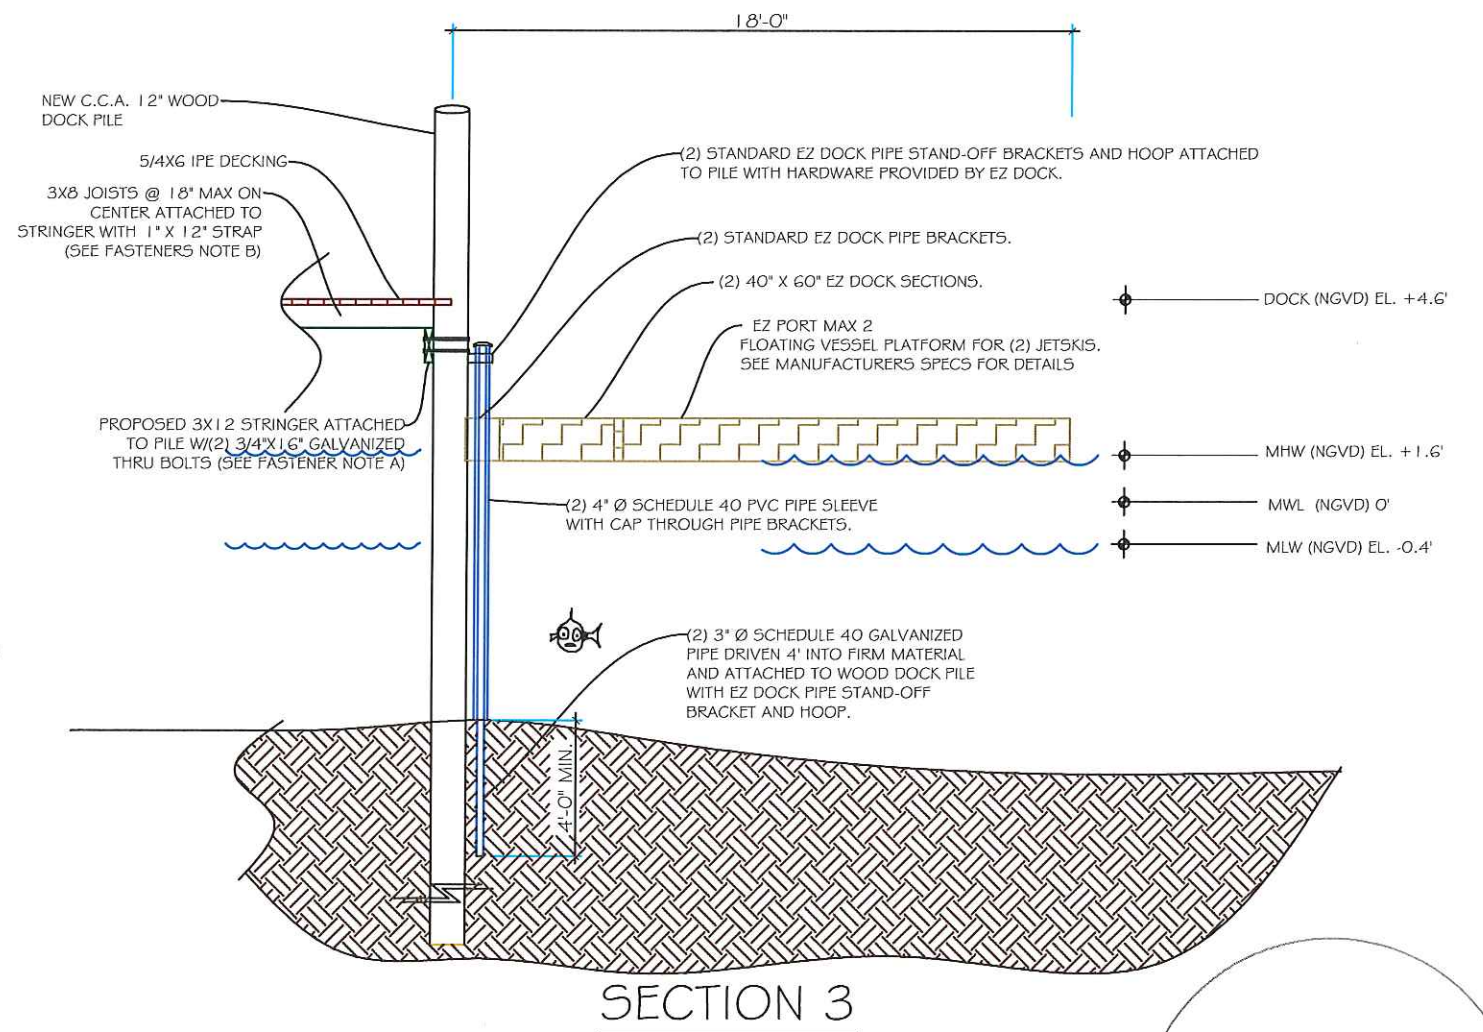 18'-0"
NEW C.C.A. 12" WOOD
DOCK PILE
5/4X6 IPE DECKING
3X8 JOISTS @ 18" MAX ON
CENTER ATTACHED TO
STRINGER WITH 1" X 12" STRAP
(SEE FASTENERS NOTE B)
(2) STANDARD EZ DOCK PIPE STAND-OFF BRACKETS AND HOOP ATTACHED
TO PILE WITH HARDWARE PROVIDED BY EZ DOCK.
(2) STANDARD EZ DOCK PIPE BRACKETS.
(2) 40" X 60" EZ DOCK SECTIONS.
EZ PORT MAX 2
FLOATING VESSEL PLATFORM FOR (2) JETSKIS.
SEE MANUFACTURERS SPECS FOR DETAILS
DOCK (NGVD) EL. +4.6'
PROPOSED 3X12 STRINGER ATTACHED
TO PILE W/(2) 3/4"X16" GALVANIZED
THRU BOLTS (SEE FASTENER NOTE A)
MHW (NGVD) EL. +1.6'
MWL (NGVD) 0'
MLW (NGVD) EL. -0.4'
(2) 4" Ø SCHEDULE 40 PVC PIPE SLEEVE
WITH CAP THROUGH PIPE BRACKETS.
(2) 3" Ø SCHEDULE 40 GALVANIZED
PIPE DRIVEN 4' INTO FIRM MATERIAL
AND ATTACHED TO WOOD DOCK PILE
WITH EZ DOCK PIPE STAND-OFF
BRACKET AND HOOP.
4'-0" MIN.
SECTION 3